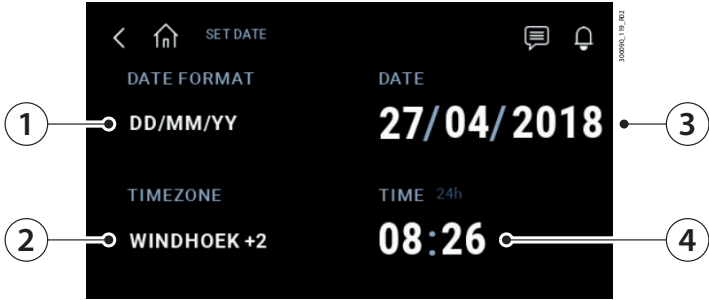 SET DATE
300090_119_R02
DATE FORMAT
DATE
1
DD/MM/YY
27/04/2018
3
TIMEZONE
TIME 24h
2
WINDHOEK +2
08:26
4